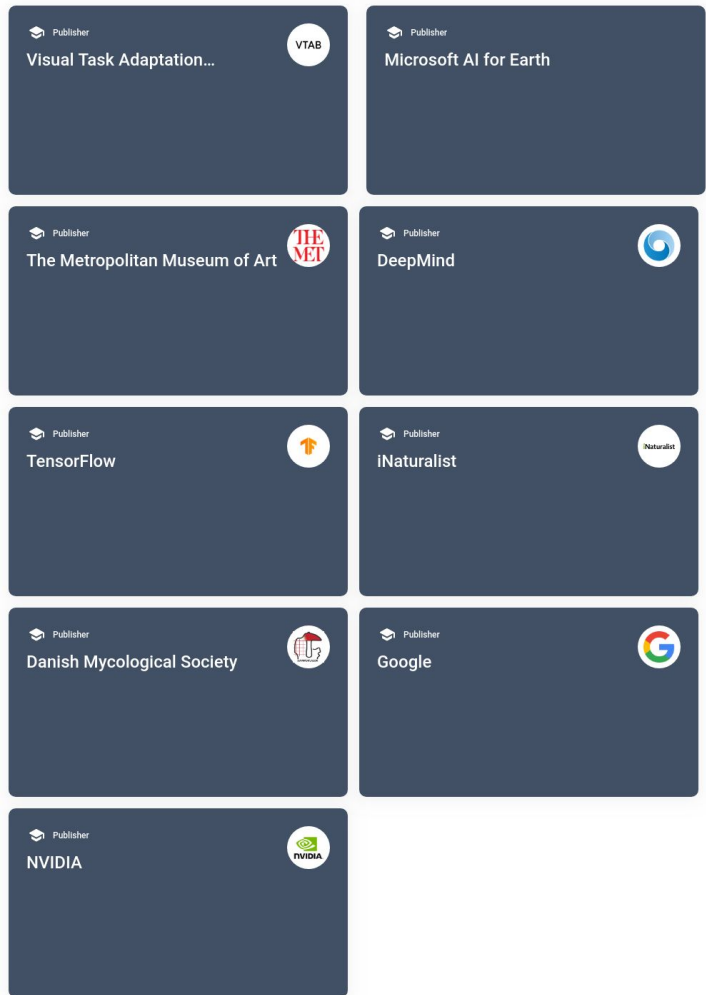 Publisher
Visual Task Adaptation...
VTAB
Publisher
Microsoft AI for Earth
Publisher
The Metropolitan Museum of Art
THE
MET
Publisher
DeepMind
Publisher
TensorFlow
Publisher
iNaturalist
iNaturalist
Publisher
Danish Mycological Society
Publisher
Google
G
Publisher
NVIDIA
NVIDIA